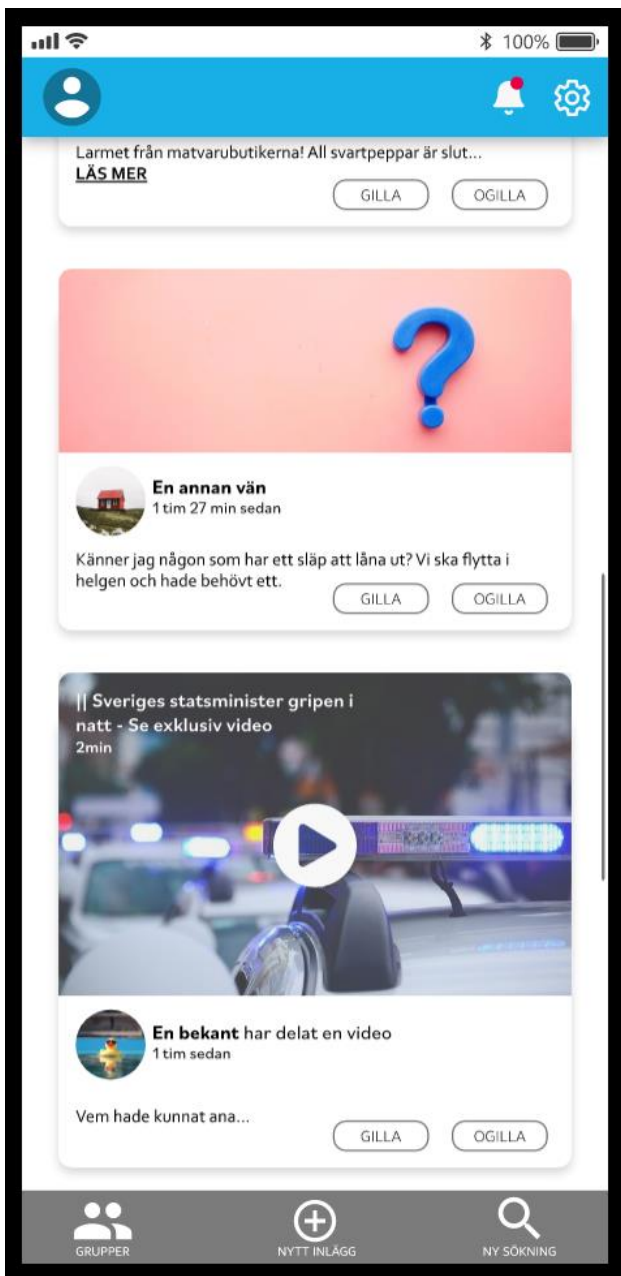 100%
Larmet från matvarubutikerna! All svartpeppar är slut...
LÄS MER
GILLA
OGILLA
En annan vän
1 tim 27 min sedan
Känner jag någon som har ett släp att låna ut? Vi ska flytta i
helgen och hade behövt ett.
GILLA
OGILLA
|| Sveriges statsminister gripen i
natt - Se exklusiv video
2min
En bekant har delat en video
1 tim sedan
Vem hade kunnat ana...
GILLA
OGILLA
GRUPPER
NYTT INLÄGG
NY SÖKNING